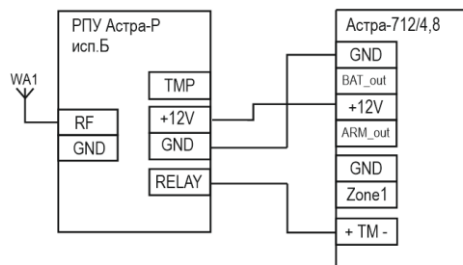 РПУ Астра-Р
исп.Б
WA1
RF
GND
TMP
+12V
GND
RELAY
Астра-712/4,8
GND
BAT_out
+12V
ARM_out
GND
Zone1
+ TM -